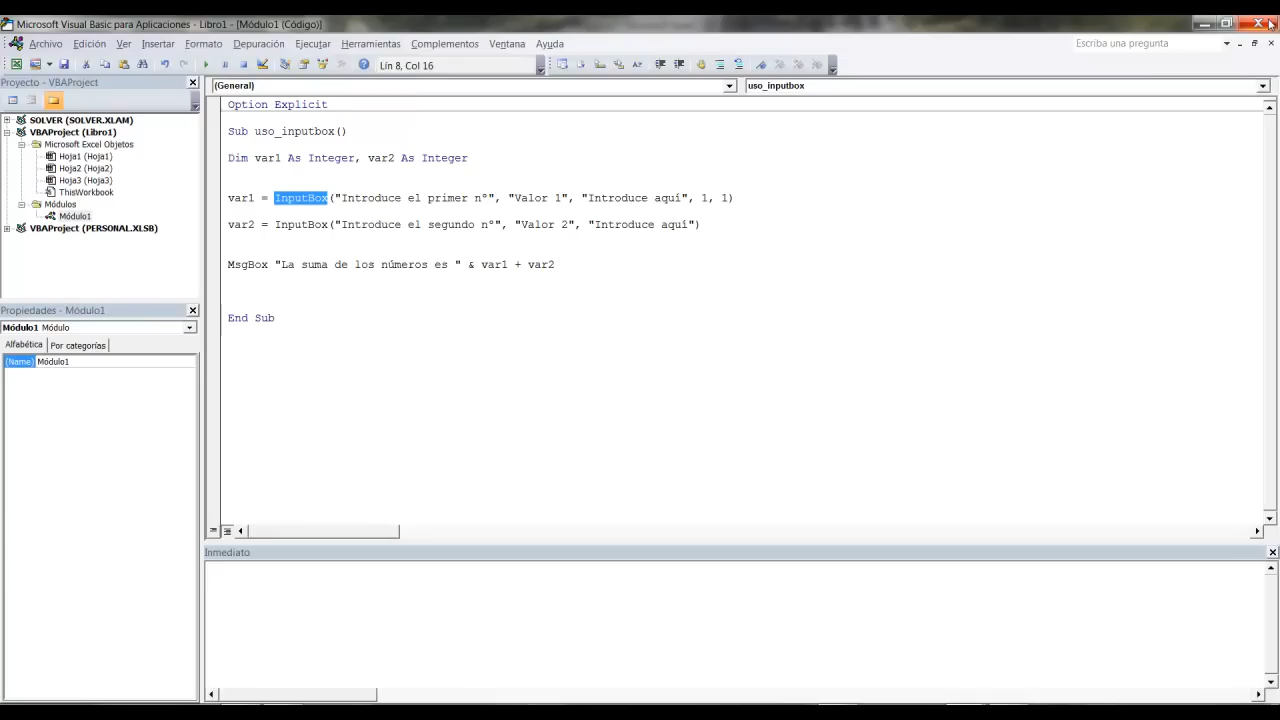 Microsoft Visual Basic para Aplicaciones - Libro1 - [Módulo1 (Código)]
Archivo Edición Ver Insertar Formato Depuración Ejecutar Herramientas Complementos Ventana Ayuda
Escriba una pregunta
Lín 8, Col 16
Proyecto - VBAProject
SOLVER (SOLVER.XLAM)
VBAProject (Libro1)
Microsoft Excel Objetos
Hoja1 (Hoja1)
Hoja2 (Hoja2)
Hoja3 (Hoja3)
ThisWorkbook
Módulos
Módulo1
VBAProject (PERSONAL.XLSB)
Propiedades - Módulo1
Módulo1 Módulo
Alfabética Por categorías
(Name) Módulo1
(General) uso_inputbox
Option Explicit
Sub uso_inputbox()
Dim var1 As Integer, var2 As Integer
var1 = InputBox("Introduce el primer nº", "Valor 1", "Introduce aquí", 1, 1)
var2 = InputBox("Introduce el segundo nº", "Valor 2", "Introduce aquí")
MsgBox "La suma de los números es " & var1 + var2
End Sub
Inmediato